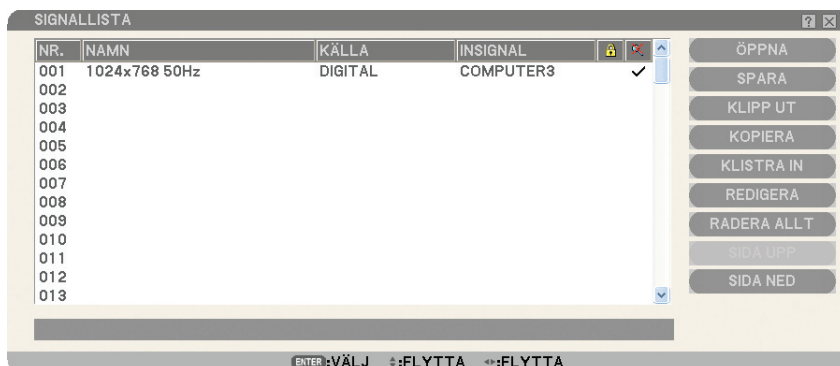 SIGNALLISTA
NR. NAMN KÄLLA INSIGNAL
001 1024x768 50Hz DIGITAL COMPUTER3
002
003
004
005
006
007
008
009
010
011
012
013
ÖPPNA
SPARA
KLIPP UT
KOPIERA
KLISTRA IN
REDIGERA
RADERA ALLT
SIDA UPP
SIDA NED
ENTER:VÄLJ :FLYTTA :FLYTTA